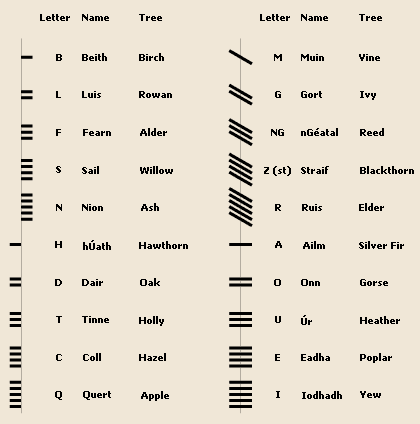 Letter Name Tree Letter Name Tree
B Beith Birch M Muin Vine
L Luis Rowan G Gort Ivy
F Fearn Alder NG nGéatal Reed
S Sail Willow Z (st) Straif Blackthorn
N Nion Ash R Ruis Elder
H hÚath Hawthorn A Ailm Silver Fir
D Dair Oak O Onn Gorse
T Tinne Holly U Úr Heather
C Coll Hazel E Eadha Poplar
Q Quert Apple I Iodhadh Yew